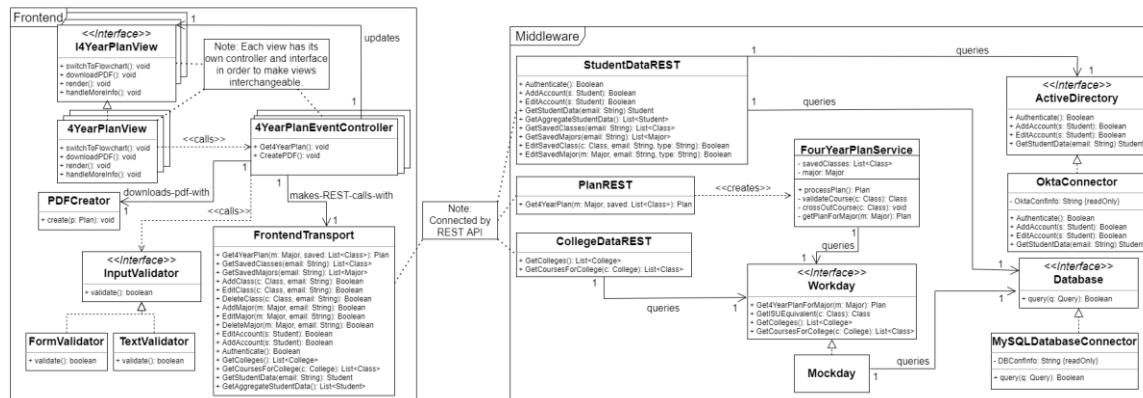 Frontend
<<Interface>>
I4YearPlanView
+ switchToFlowchart(): void
+ downloadPDF(): void
+ render(): void
+ handleMoreInfo(): void
1
updates
Note: Each view has its
own controller and interface
in order to make views
interchangeable.
4YearPlanView
+ switchToFlowchart(): void
+ downloadPDF(): void
+ render(): void
+ handleMoreInfo(): void
<<calls>>
1
4YearPlanEventController
+ Get4YearPlan(): void
+ CreatePDF(): void
1
1
downloads-pdf-with
makes-REST-calls-with
PDFCreator
+ create(p: Plan): void
1
<<calls>>
1
<<Interface>>
InputValidator
+ validate(): boolean
FormValidator
+ validate(): boolean
TextValidator
+ validate(): boolean
FrontendTransport
+ Get4YearPlan(m: Major, saved: List<Class>): Plan
+ GetSavedClasses(email: String): List<Class>
+ GetSavedMajors(email: String): List<Major>
+ AddClass(c: Class, email: String): Boolean
+ EditClass(c: Class, email: String): Boolean
+ DeleteClass(c: Class, email: String): Boolean
+ AddMajor(m: Major, email: String): Boolean
+ EditMajor(m: Major, email: String): Boolean
+ DeleteMajor(m: Major, email: String): Boolean
+ EditAccount(s: Student): Boolean
+ AddAccount(s: Student): Boolean
+ Authenticate(): Boolean
+ GetColleges(): List<College>
+ GetCoursesForCollege(c: College): List<Class>
+ GetStudentData(email: String): Student
+ GetAggregateStudentData(): List<Student>
Note:
Connected by
REST API
Middleware
StudentDataREST
+ Authenticate(): Boolean
+ AddAccount(s: Student): Boolean
+ EditAccount(s: Student): Boolean
+ GetStudentData(email: String) Student
+ GetAggregateStudentData(): List<Student>
+ GetSavedClasses(email: String): List<Class>
+ GetSavedMajors(email: String): List<Major>
+ EditSavedClass(c: Class, email: String, type: String): Boolean
+ EditSavedMajor(m: Major, email: String, type: String): Boolean
1
queries
1
1
queries
1
<<Interface>>
ActiveDirectory
+ Authenticate(): Boolean
+ AddAccount(s: Student): Boolean
+ EditAccount(s: Student): Boolean
+ GetStudentData(email: String) Student
OktaConnector
- OktaConfInfo: String {readOnly}
+ Authenticate(): Boolean
+ AddAccount(s: Student): Boolean
+ EditAccount(s: Student): Boolean
+ GetStudentData(email: String) Student
PlanREST
+ Get4YearPlan(m: Major, saved: List<Class>): Plan
<<creates>>
FourYearPlanService
- savedClasses: List<Class>
- major: Major
+ processPlan(): Plan
- validateCourse(c: Class): Class
- crossOutCourse(c: Class): void
- getPlanForMajor(m: Major): Plan
1
queries
1
CollegeDataREST
+ GetColleges(): List<College>
+ GetCoursesForCollege(c: College): List<Class>
1
queries
1
<<Interface>>
Workday
+ Get4YearPlanForMajor(m: Major): Plan
+ GetISUEquivalent(c: Class): Class
+ GetColleges(): List<College>
+ GetCoursesForCollege(c: College): List<Class>
Mockday
1
queries
1
<<Interface>>
Database
+ query(q: Query): Boolean
MySQLDatabaseConnector
- DBConfInfo: String {readOnly}
+ query(q: Query): Boolean